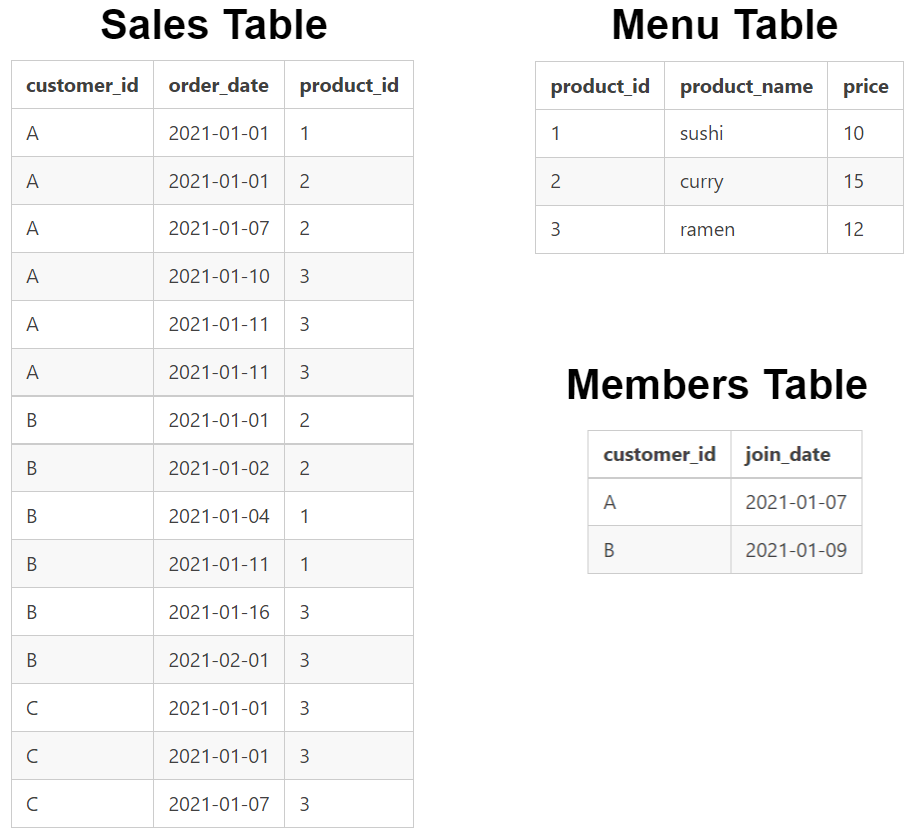 Sales Table
customer_id order_date product_id
A 2021-01-01 1
A 2021-01-01 2
A 2021-01-07 2
A 2021-01-10 3
A 2021-01-11 3
A 2021-01-11 3
B 2021-01-01 2
B 2021-01-02 2
B 2021-01-04 1
B 2021-01-11 1
B 2021-01-16 3
B 2021-02-01 3
C 2021-01-01 3
C 2021-01-01 3
C 2021-01-07 3
Menu Table
product_id product_name price
1 sushi 10
2 curry 15
3 ramen 12
Members Table
customer_id join_date
A 2021-01-07
B 2021-01-09